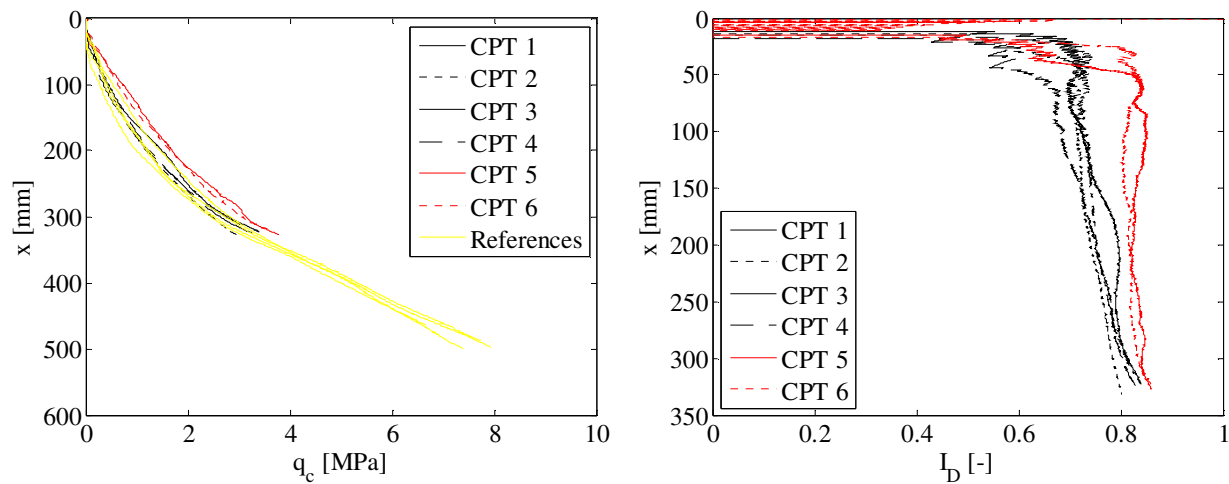 0
100
200
300
400
500
600
x [mm]
0 2 4 6 8 10
q_c [MPa]
CPT 1
CPT 2
CPT 3
CPT 4
CPT 5
CPT 6
References
0
50
100
150
200
250
300
350
x [mm]
0 0.2 0.4 0.6 0.8 1
I_D [-]
CPT 1
CPT 2
CPT 3
CPT 4
CPT 5
CPT 6